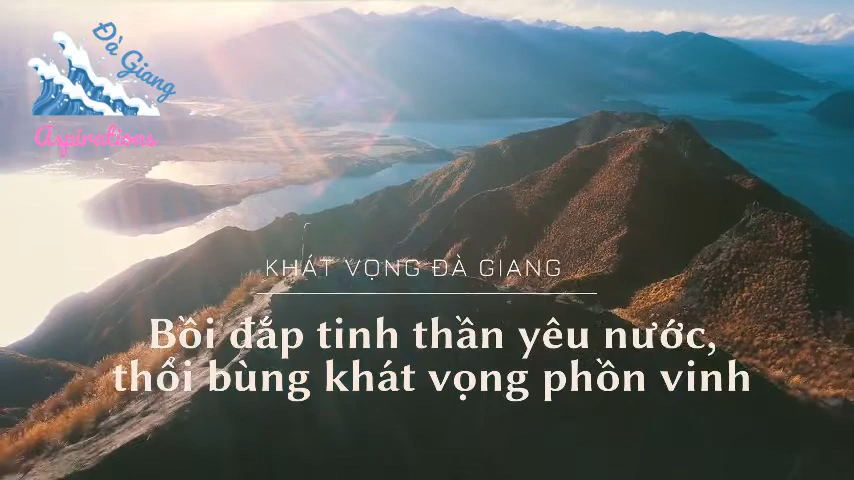 Đà Giang
Aspirations
KHÁT VỌNG ĐÀ GIANG
Bồi đắp tinh thần yêu nước,
thổi bùng khát vọng phồn vinh